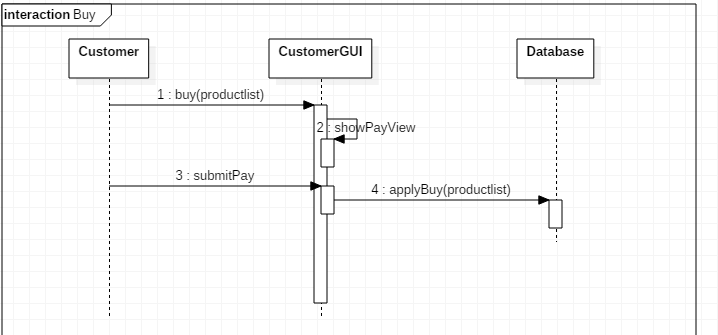 interaction Buy
Customer
CustomerGUI
Database
1 : buy(productlist)
2 : showPayView
3 : submitPay
4 : applyBuy(productlist)